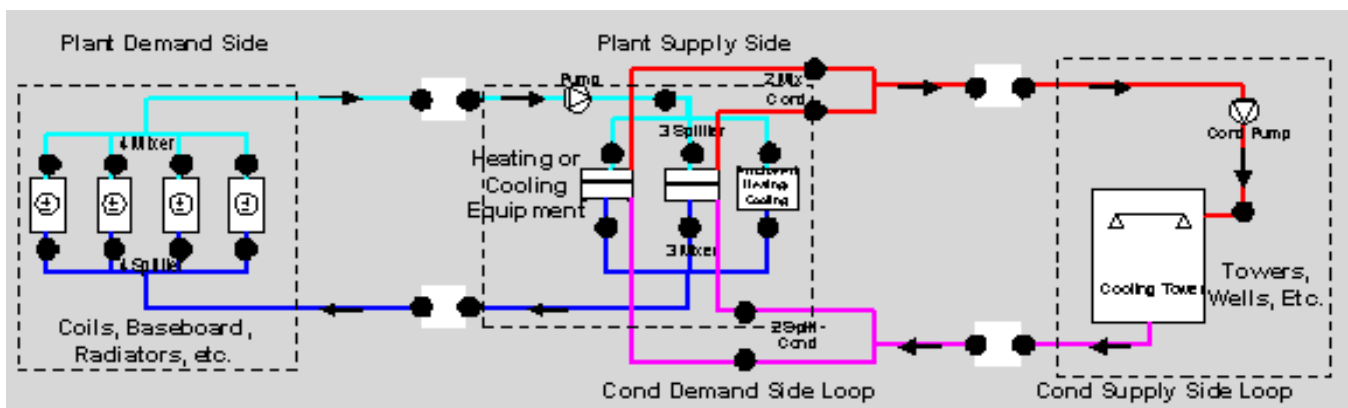 Plant Demand Side
Plant Supply Side
Pump
2 Mix
Cond
4 Mixer
3 Splitter
Cond Pump
Heating or
Cooling
Equipment
Heating/
Cooling
4 Splitter
3 Mixer
Cooling Tower
Towers,
Wells, Etc.
Coils, Baseboard,
Radiators, etc.
2 Split -
Cond
Cond Demand Side Loop
Cond Supply Side Loop